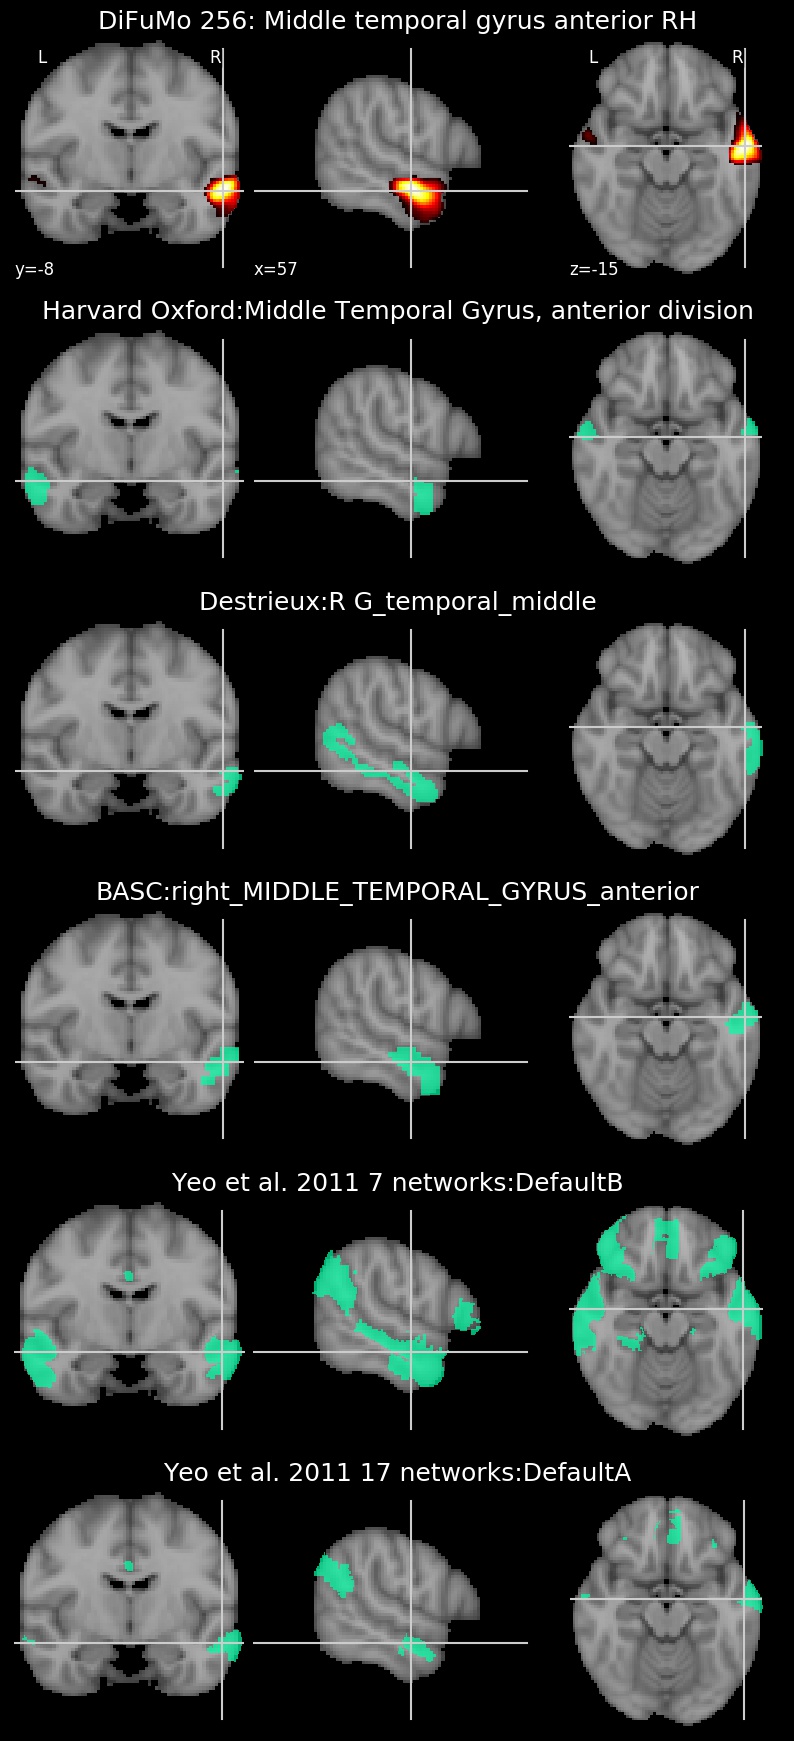 DiFuMo 256: Middle temporal gyrus anterior RH
L R L R
y=-8 x=57 z=-15
Harvard Oxford:Middle Temporal Gyrus, anterior division
Destrieux:R G_temporal_middle
BASC:right_MIDDLE_TEMPORAL_GYRUS_anterior
Yeo et al. 2011 7 networks:DefaultB
Yeo et al. 2011 17 networks:DefaultA